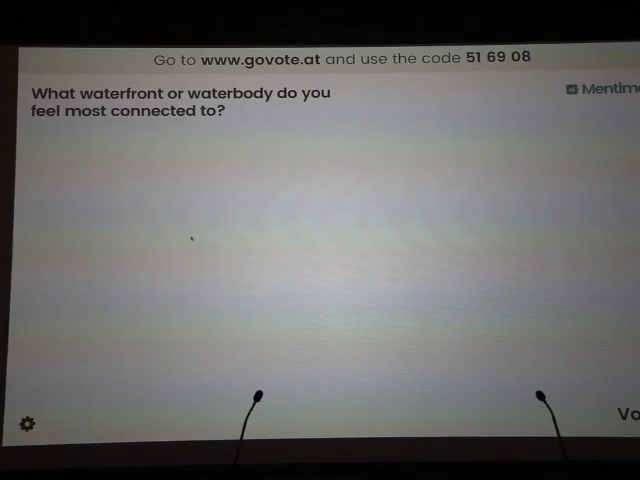 Go to www.govote.at and use the code 51 69 08
What waterfront or waterbody do you
feel most connected to?